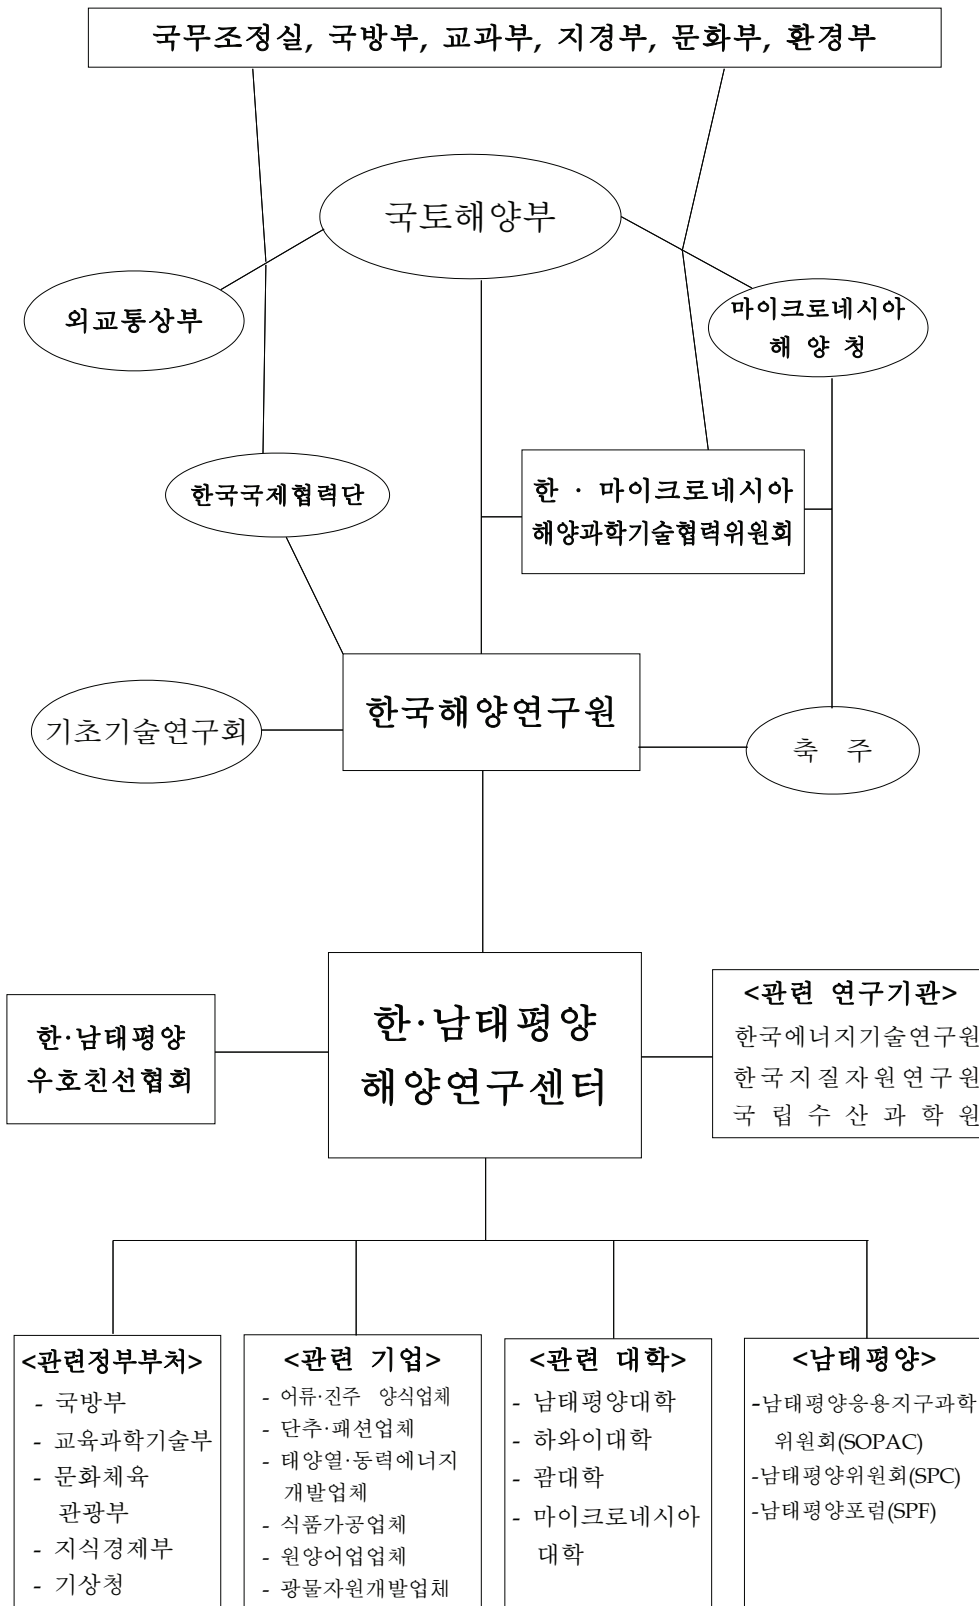 국무조정실, 국방부, 교과부, 지경부, 문화부, 환경부
국토해양부
외교통상부
마이크로네시아
해 양 청
한국국제협력단
한 · 마이크로네시아
해양과학기술협력위원회
한국해양연구원
기초기술연구회
축 주
한·남태평양
우호친선협회
한·남태평양
해양연구센터
<관련 연구기관>
한국에너지기술연구원
한국지질자원연구원
국 립 수 산 과 학 원
<관련정부부처>
- 국방부
- 교육과학기술부
- 문화체육
관광부
- 지식경제부
- 기상청
<관련 기업>
- 어류·진주 양식업체
- 단추·패션업체
- 태양열·동력에너지
개발업체
- 식품가공업체
- 원양어업업체
- 광물자원개발업체
<관련 대학>
- 남태평양대학
- 하와이대학
- 괌대학
- 마이크로네시아
대학
<남태평양>
-남태평양응용지구과학
위원회(SOPAC)
-남태평양위원회(SPC)
-남태평양포럼(SPF)